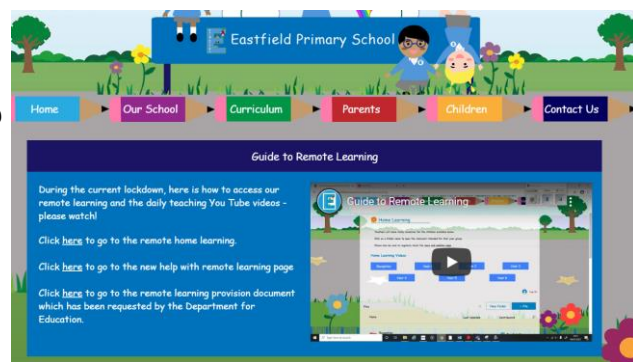 Eastfield Primary School
Home
Our School
Curriculum
Parents
Children
Contact Us
Guide to Remote Learning
During the current lockdown, here is how to access our
remote learning and the daily teaching You Tube videos -
please watch!
Click here to go to the remote home learning.
Click here to go to the new help with remote learning page
Click here to go to the remote learning provision document
which has been requested by the Department for
Education.
Guide to Remote Learning
Home Learning
Home Learning Videos